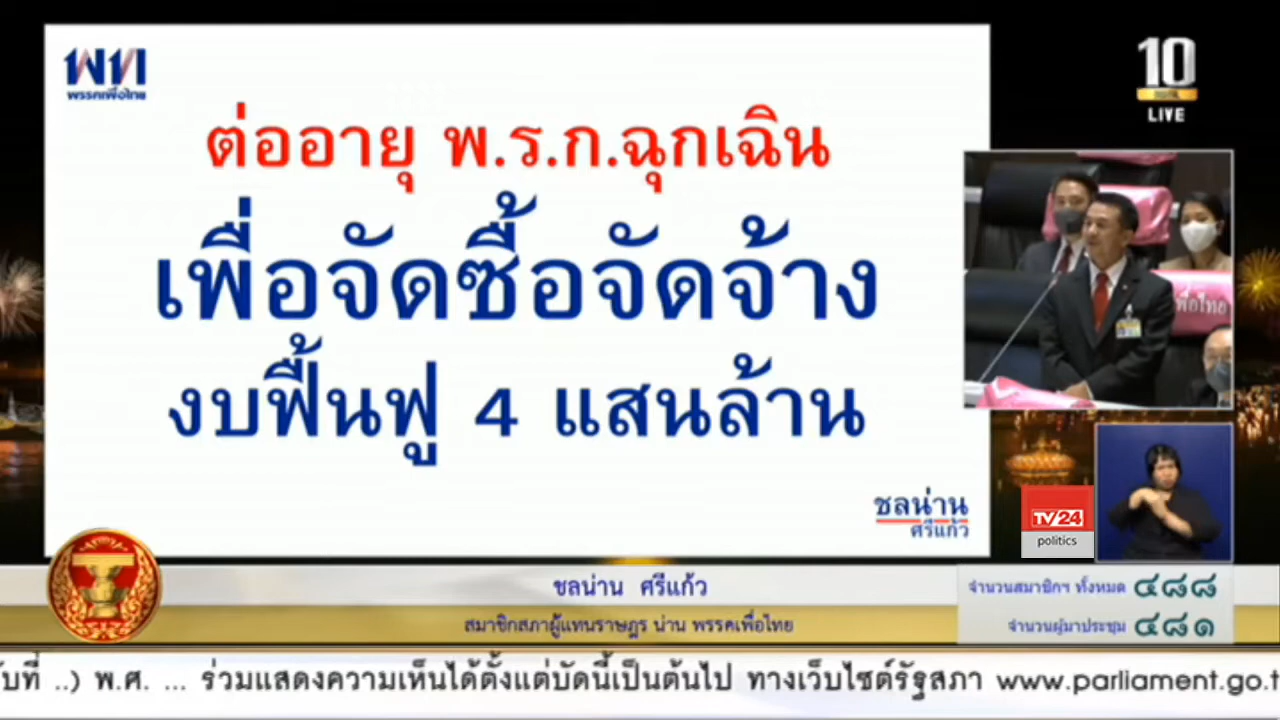 พท
พรรคเพื่อไทย
ต่ออายุ พ.ร.ก.ฉุกเฉิน
เพื่อจัดซื้อจัดจ้าง
งบฟื้นฟู 4 แสนล้าน
ชลน่าน
ศรีแก้ว
10
LIVE
เพื่อไทย
TV24
politics
ชลน่าน ศรีแก้ว
สมาชิกสภาผู้แทนราษฎร น่าน พรรคเพื่อไทย
จำนวนสมาชิกฯ ทั้งหมด ๔๘๘
จำนวนผู้มาประชุม ๔๘๑
บที่ ..) พ.ศ. ... ร่วมแสดงความเห็นได้ตั้งแต่บัดนี้เป็นต้นไป ทางเว็บไซต์รัฐสภา www.parliament.go.t